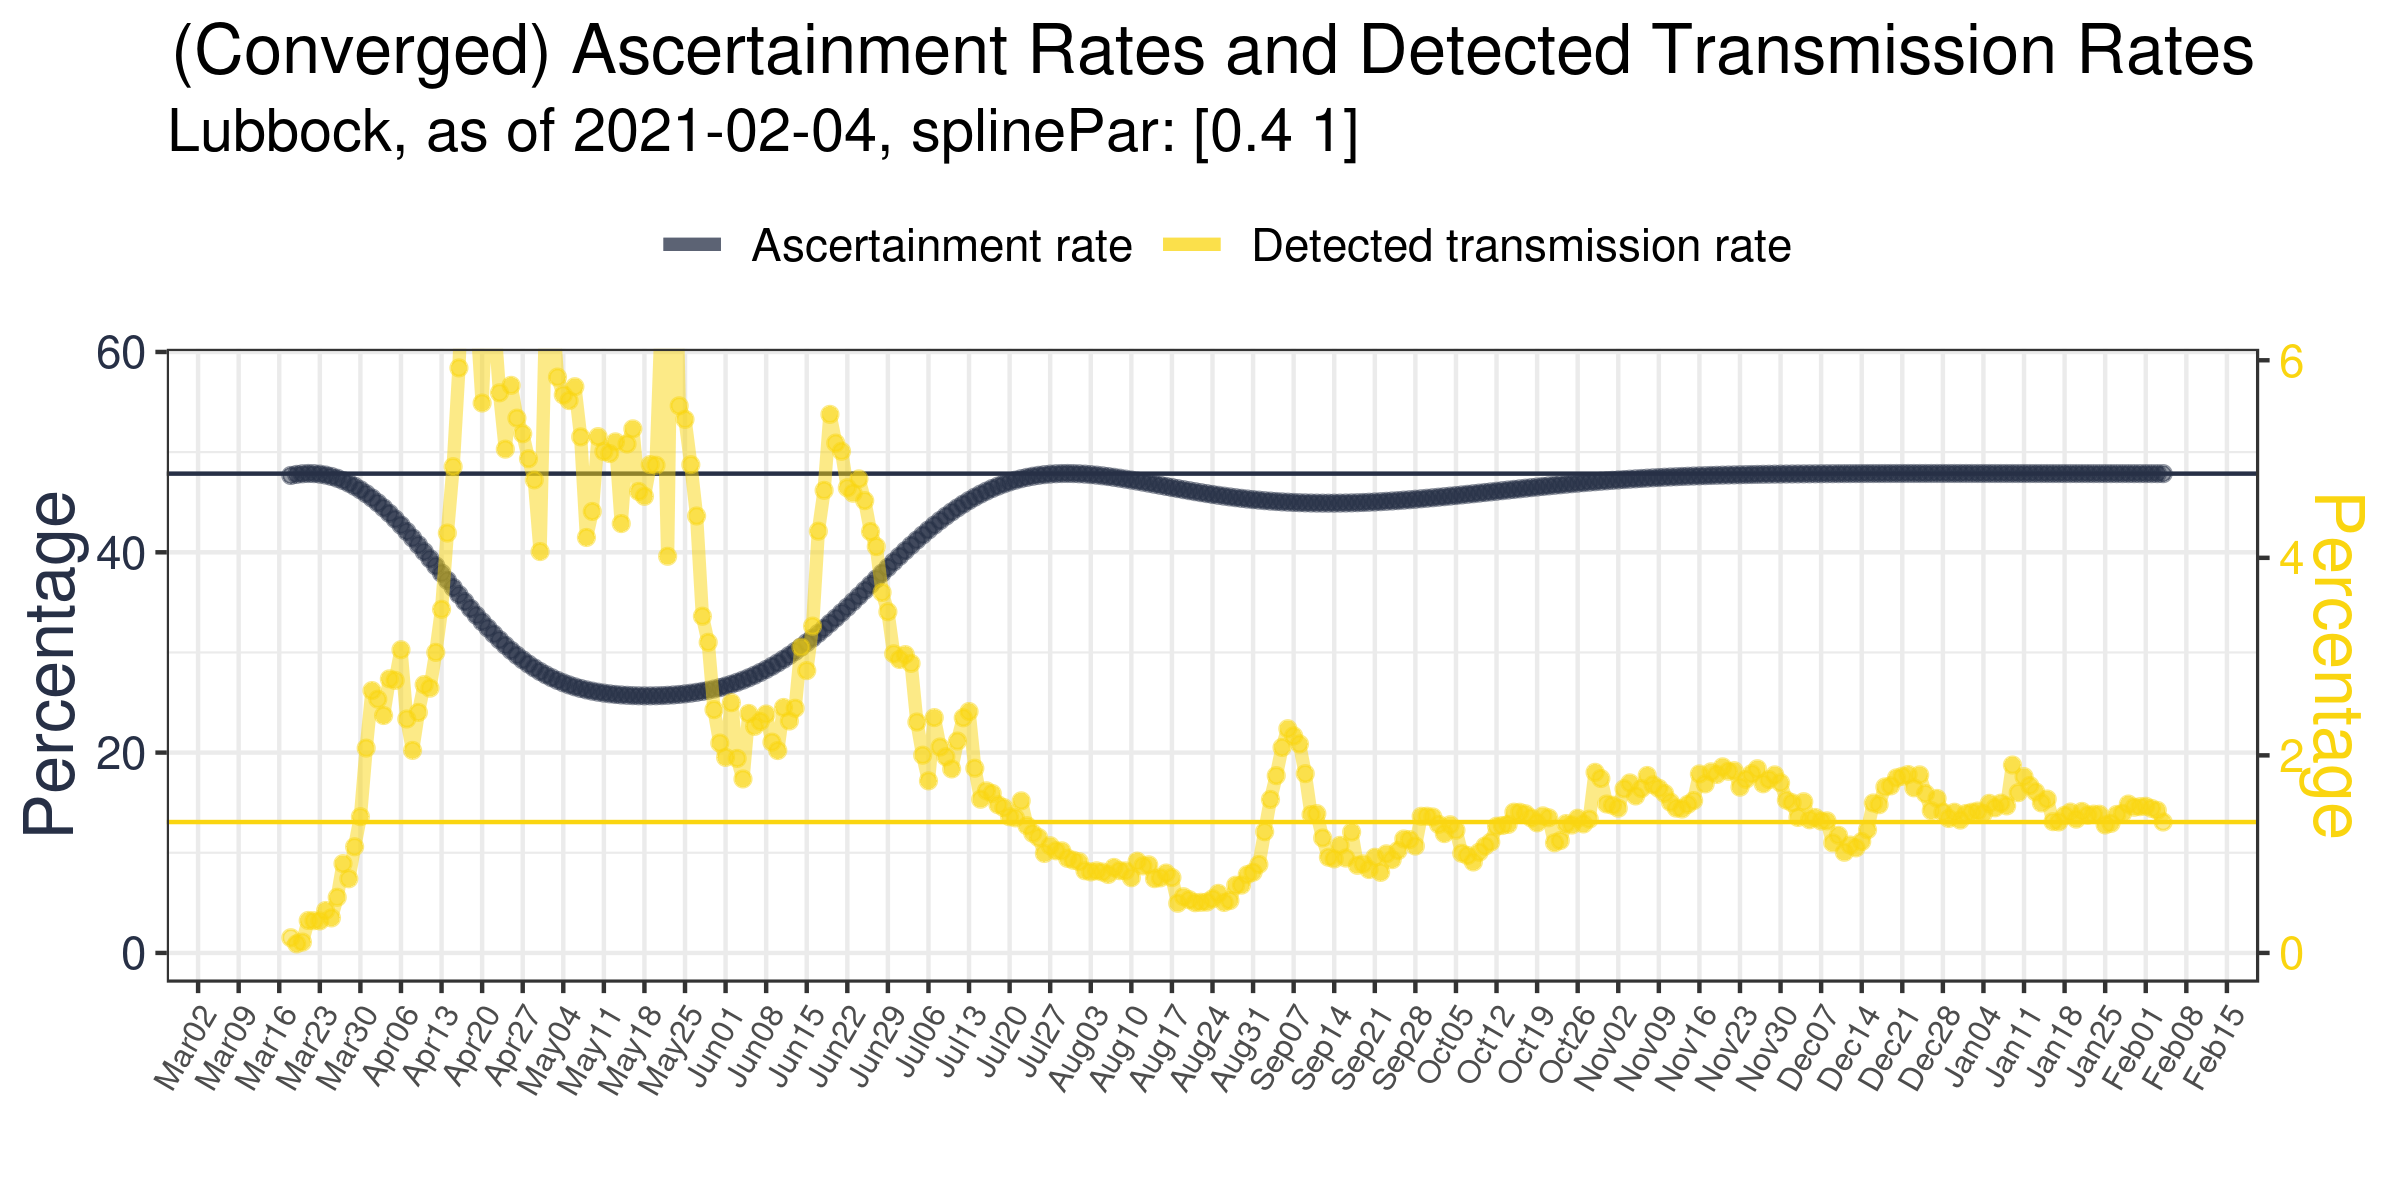 (Converged) Ascertainment Rates and Detected Transmission Rates
Lubbock, as of 2021-02-04, splinePar: [0.4 1]
Ascertainment rate Detected transmission rate
Percentage
60
40
20
0
6
4
2
0
Percentage
Mar02 Mar09 Mar16 Mar23 Mar30 Apr06 Apr13 Apr20 Apr27 May04 May11 May18 May25 Jun01 Jun08 Jun15 Jun22 Jun29 Jul06 Jul13 Jul20 Jul27 Aug03 Aug10 Aug17 Aug24 Aug31 Sep07 Sep14 Sep21 Sep28 Oct05 Oct12 Oct19 Oct26 Nov02 Nov09 Nov16 Nov23 Nov30 Dec07 Dec14 Dec21 Dec28 Jan04 Jan11 Jan18 Jan25 Feb01 Feb08 Feb15